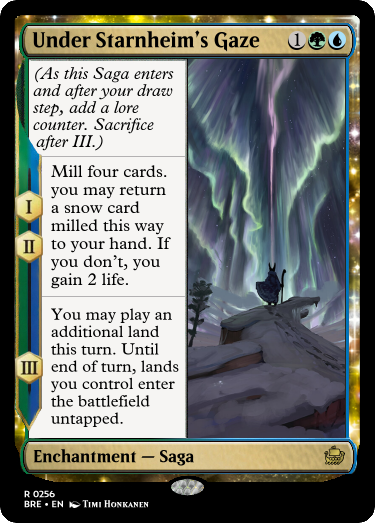 Under Starnheim's Gaze 1
(As this Saga enters
and after your draw
step, add a lore
counter. Sacrifice
after III.)
I
II
Mill four cards.
you may return
a snow card
milled this way
to your hand. If
you don't, you
gain 2 life.
III
You may play an
additional land
this turn. Until
end of turn, lands
you control enter
the battlefield
untapped.
Enchantment — Saga
R 0256
BRE • EN Timi Honkanen